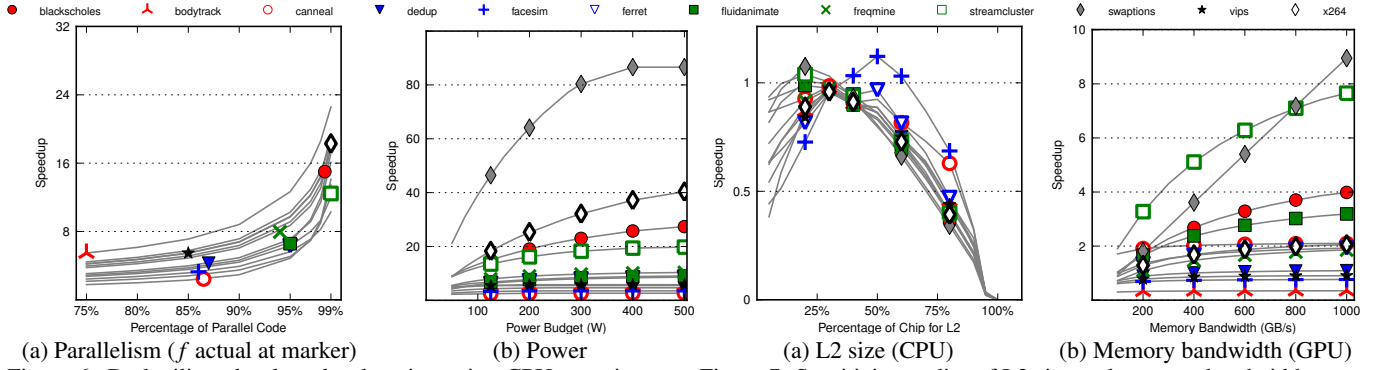 blackscholes bodytrack canneal dedup facesim ferret fluidanimate freqmine streamcluster swaptions vips x264
32
24
16
8
Speedup
75% 80% 85% 90% 95% 99%
Percentage of Parallel Code
(a) Parallelism (f actual at marker)
80
60
40
20
Speedup
100 200 300 400 500
Power Budget (W)
(b) Power
1
0.5
0
Speedup
25% 50% 75% 100%
Percentage of Chip for L2
(a) L2 size (CPU)
10
8
6
4
2
Speedup
200 400 600 800 1000
Memory Bandwidth (GB/s)
(b) Memory bandwidth (GPU)